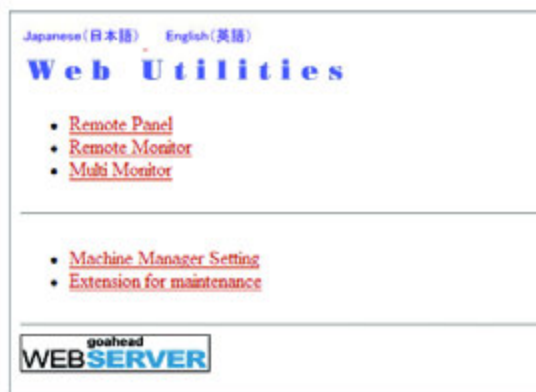 Japanese(日本語) English(英語)
Web Utilities
Remote Panel
Remote Monitor
Multi Monitor
Machine Manager Setting
Extension for maintenance
goahead
WEBSERVER